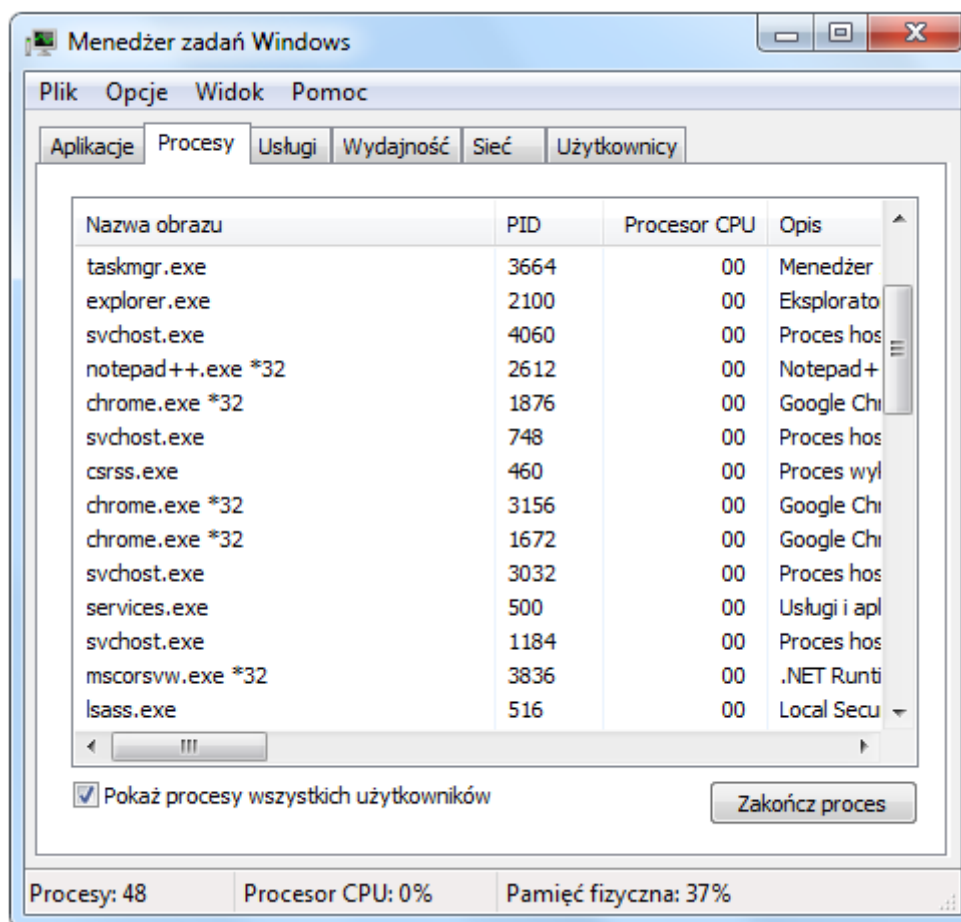 Menedżer zadań Windows
Plik Opcje Widok Pomoc
Aplikacje Procesy Usługi Wydajność Sieć Użytkownicy
Nazwa obrazu PID Procesor CPU Opis
taskmgr.exe 3664 00 Menedżer
explorer.exe 2100 00 Eksplorato
svchost.exe 4060 00 Proces hos
notepad++.exe *32 2612 00 Notepad+
chrome.exe *32 1876 00 Google Chr
svchost.exe 748 00 Proces hos
csrss.exe 460 00 Proces wyk
chrome.exe *32 3156 00 Google Chr
chrome.exe *32 1672 00 Google Chr
svchost.exe 3032 00 Proces hos
services.exe 500 00 Usługi i apl
svchost.exe 1184 00 Proces hos
mscorsvw.exe *32 3836 00 .NET Runti
lsass.exe 516 00 Local Secu
Pokaż procesy wszystkich użytkowników
Zakończ proces
Procesy: 48 Procesor CPU: 0% Pamięć fizyczna: 37%